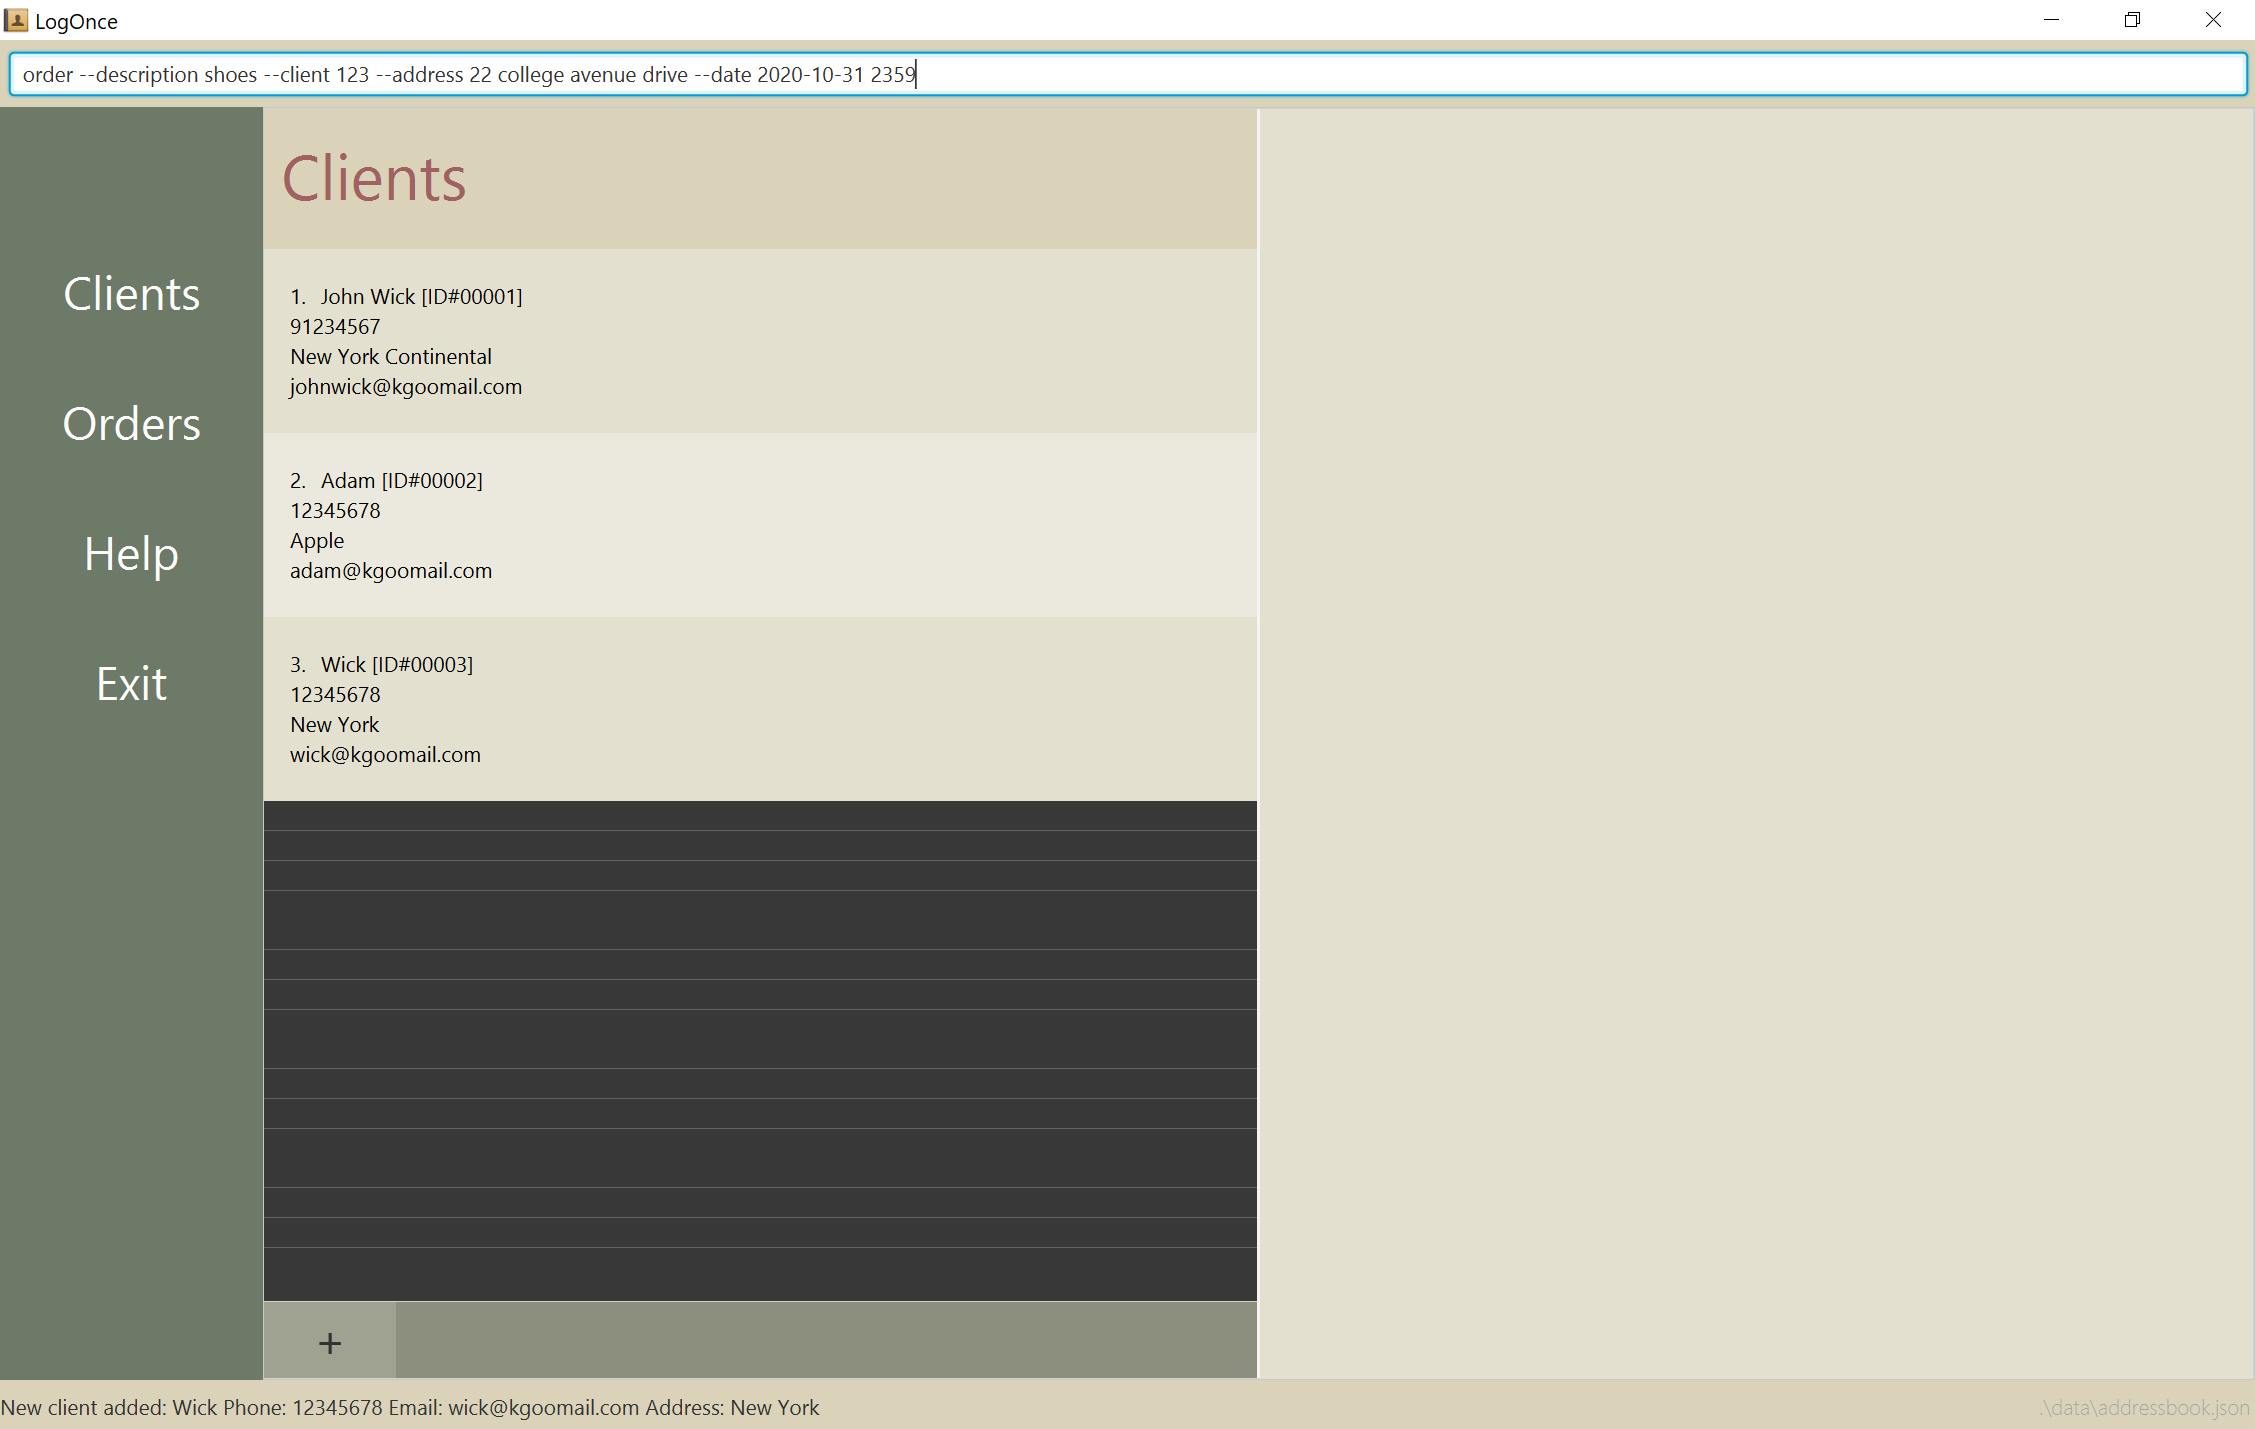 LogOnce
order --description shoes --client 123 --address 22 college avenue drive --date 2020-10-31 2359
Clients
Orders
Help
Exit
Clients
1. John Wick [ID#00001]
91234567
New York Continental
johnwick@kgoomail.com
2. Adam [ID#00002]
12345678
Apple
adam@kgoomail.com
3. Wick [ID#00003]
12345678
New York
wick@kgoomail.com
+
New client added: Wick Phone: 12345678 Email: wick@kgoomail.com Address: New York
.\data\addressbook.json